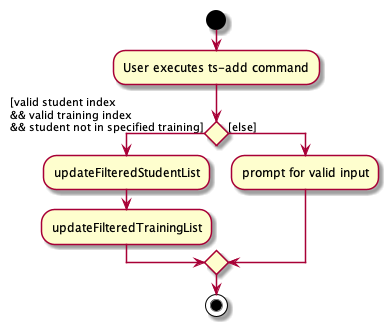 User executes ts-add command
[valid student index
&& valid training index
&& student not in specified training]
[else]
updateFilteredStudentList
prompt for valid input
updateFilteredTrainingList